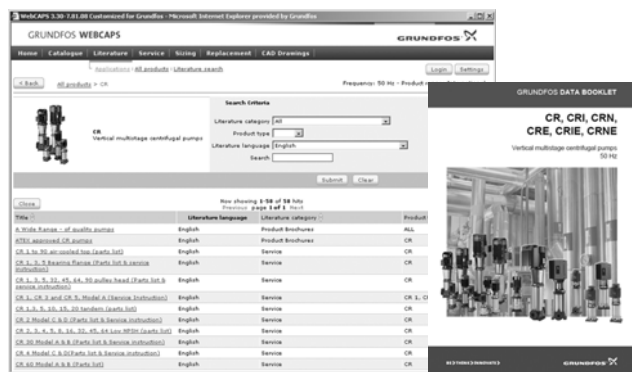 WebCAPS 3.30-7.81.00 Customized for Grundfos - Microsoft Internet Explorer provided by Grundfos
GRUNDFOS WEBCAPS
GRUNDFOS
Home Catalogue Literature Service Sizing Replacement CAD Drawings
Applications All products Literature search
Login Settings
< Back All products > CR
Frequency: 50 Hz - Product
Search Criteria
CR
Vertical multistage centrifugal pumps
Literature category All
Product type
Literature language English
Search
Submit Clear
Close
Now showing 1-58 of 58 hits
Previous page 1 of 1 Next
Title Literature language Literature category Product
A Wide Range - of quality pumps English Product Brochures ALL
ATEX approved CR pumps English Product Brochures CR
CR 1 to 90 air-cooled top (parts list) English Service CR
CR 1, 3, 5 Bearing flange (Parts list & service instruction) English Service CR
CR 1, 3, 5, 32, 45, 64, 90 pulley head (Parts list & service instruction) English Service CR
CR 1, CR 3 and CR 5, Model A (Service Instruction) English Service CR 1, C
CR 1,3, 5, 10, 15, 20 tandem (parts list) English Service CR
CR 2 Model C & D (Parts list & Service instruction) English Service CR
CR 2, 3, 4, 5, 8, 16, 32, 45, 64 Low NPSH (parts list) English Service CR
CR 30 Model A & B (Parts list & Service instruction) English Service CR
CR 4 Model C & D(Parts list & Service instruction) English Service CR
CR 60 Model A & B (Parts list) English Service CR
GRUNDFOS DATA BOOKLET
CR, CRI, CRN,
CRE, CRIE, CRNE
Vertical multistage centrifugal pumps
50 Hz
BE > THINK > INNOVATE >
GRUNDFOS